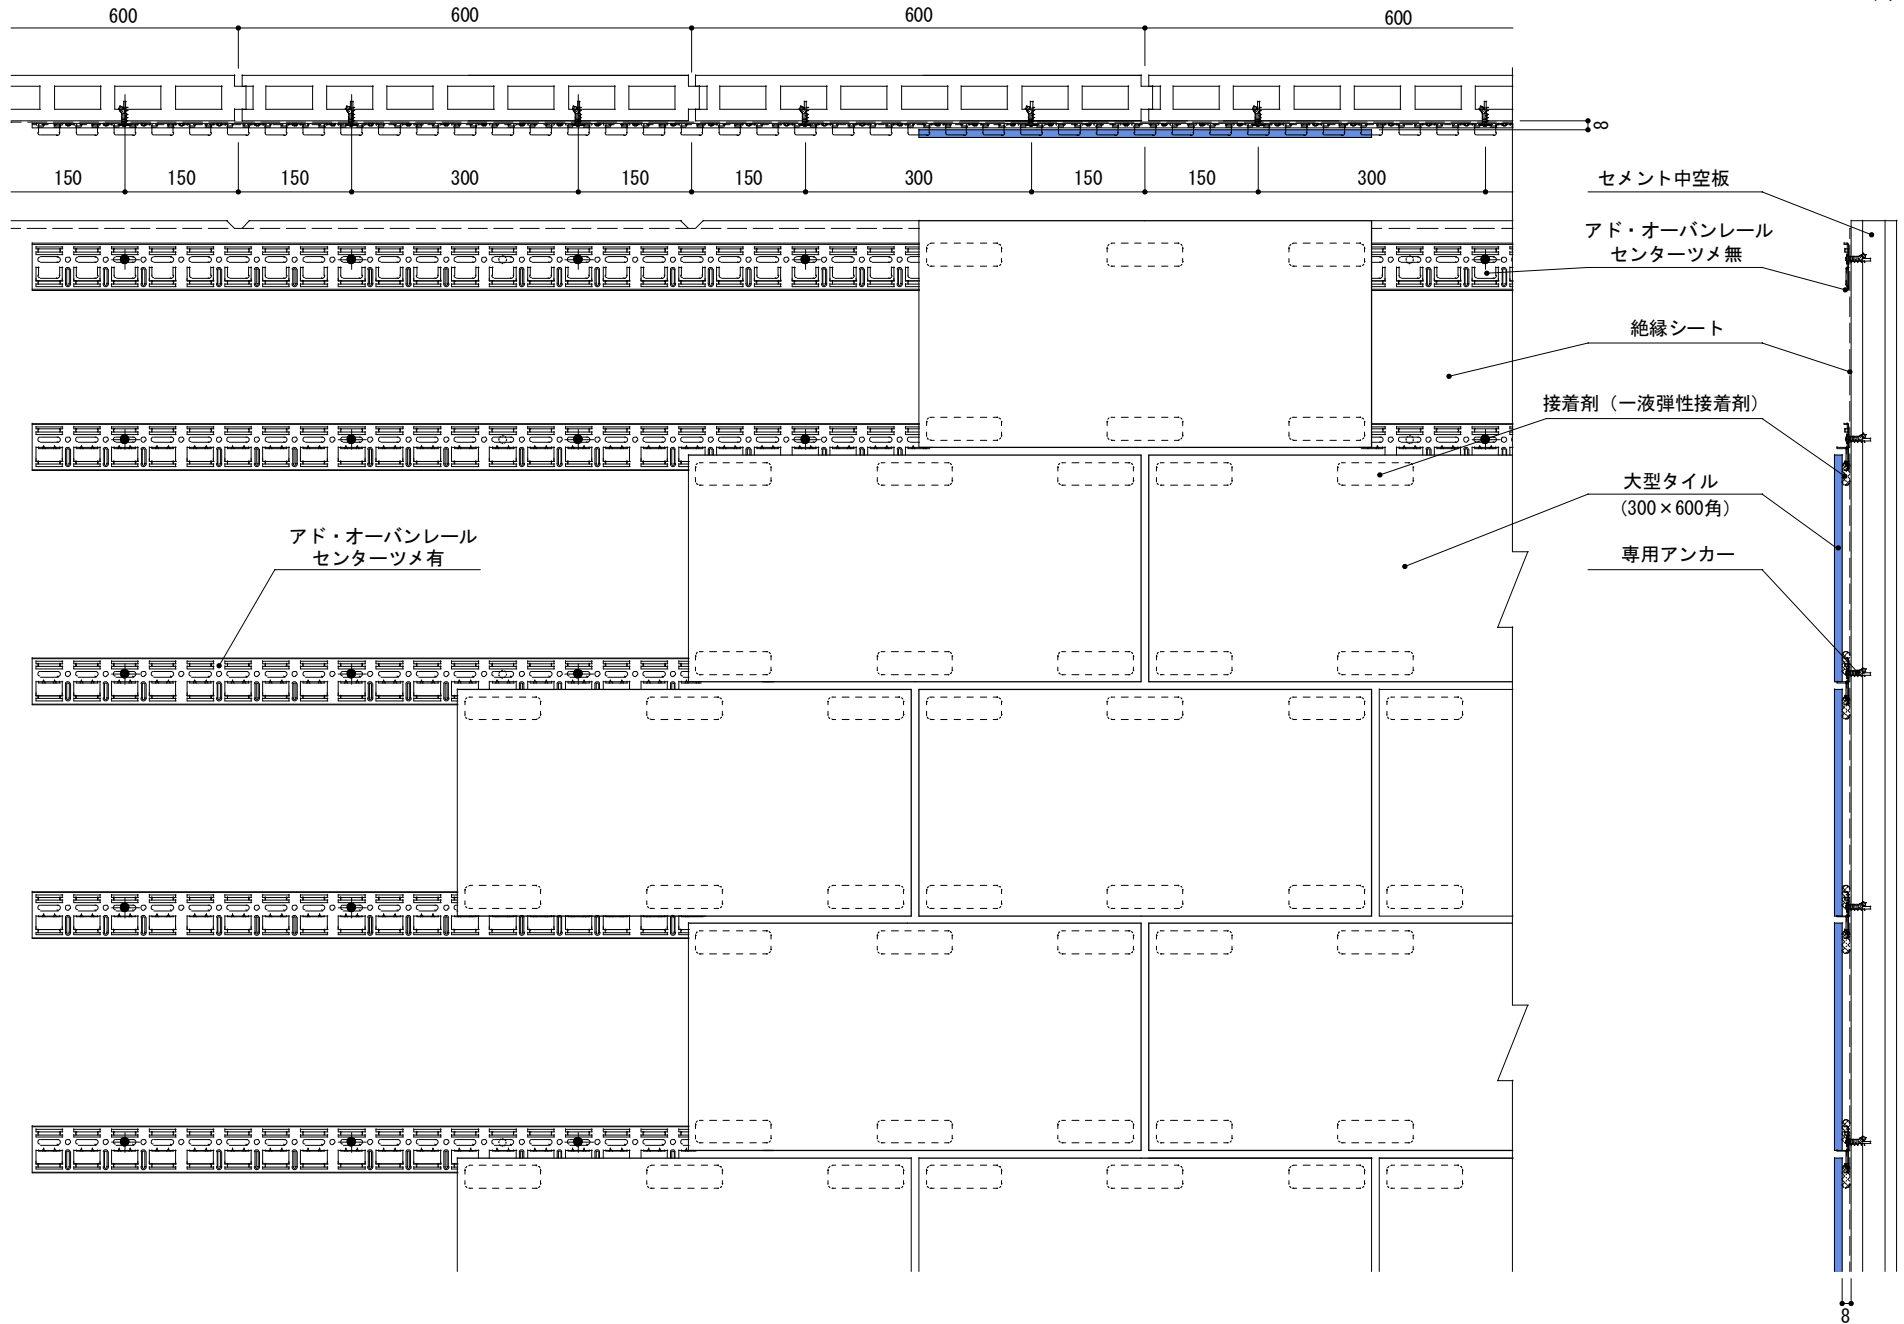 600
600
600
600
8
150
150
150
300
150
150
300
150
150
300
セメント中空板
アド・オーバンレール
センターツメ無
絶縁シート
接着剤（一液弾性接着剤）
大型タイル
（300×600角）
専用アンカー
アド・オーバンレール
センターツメ有
8